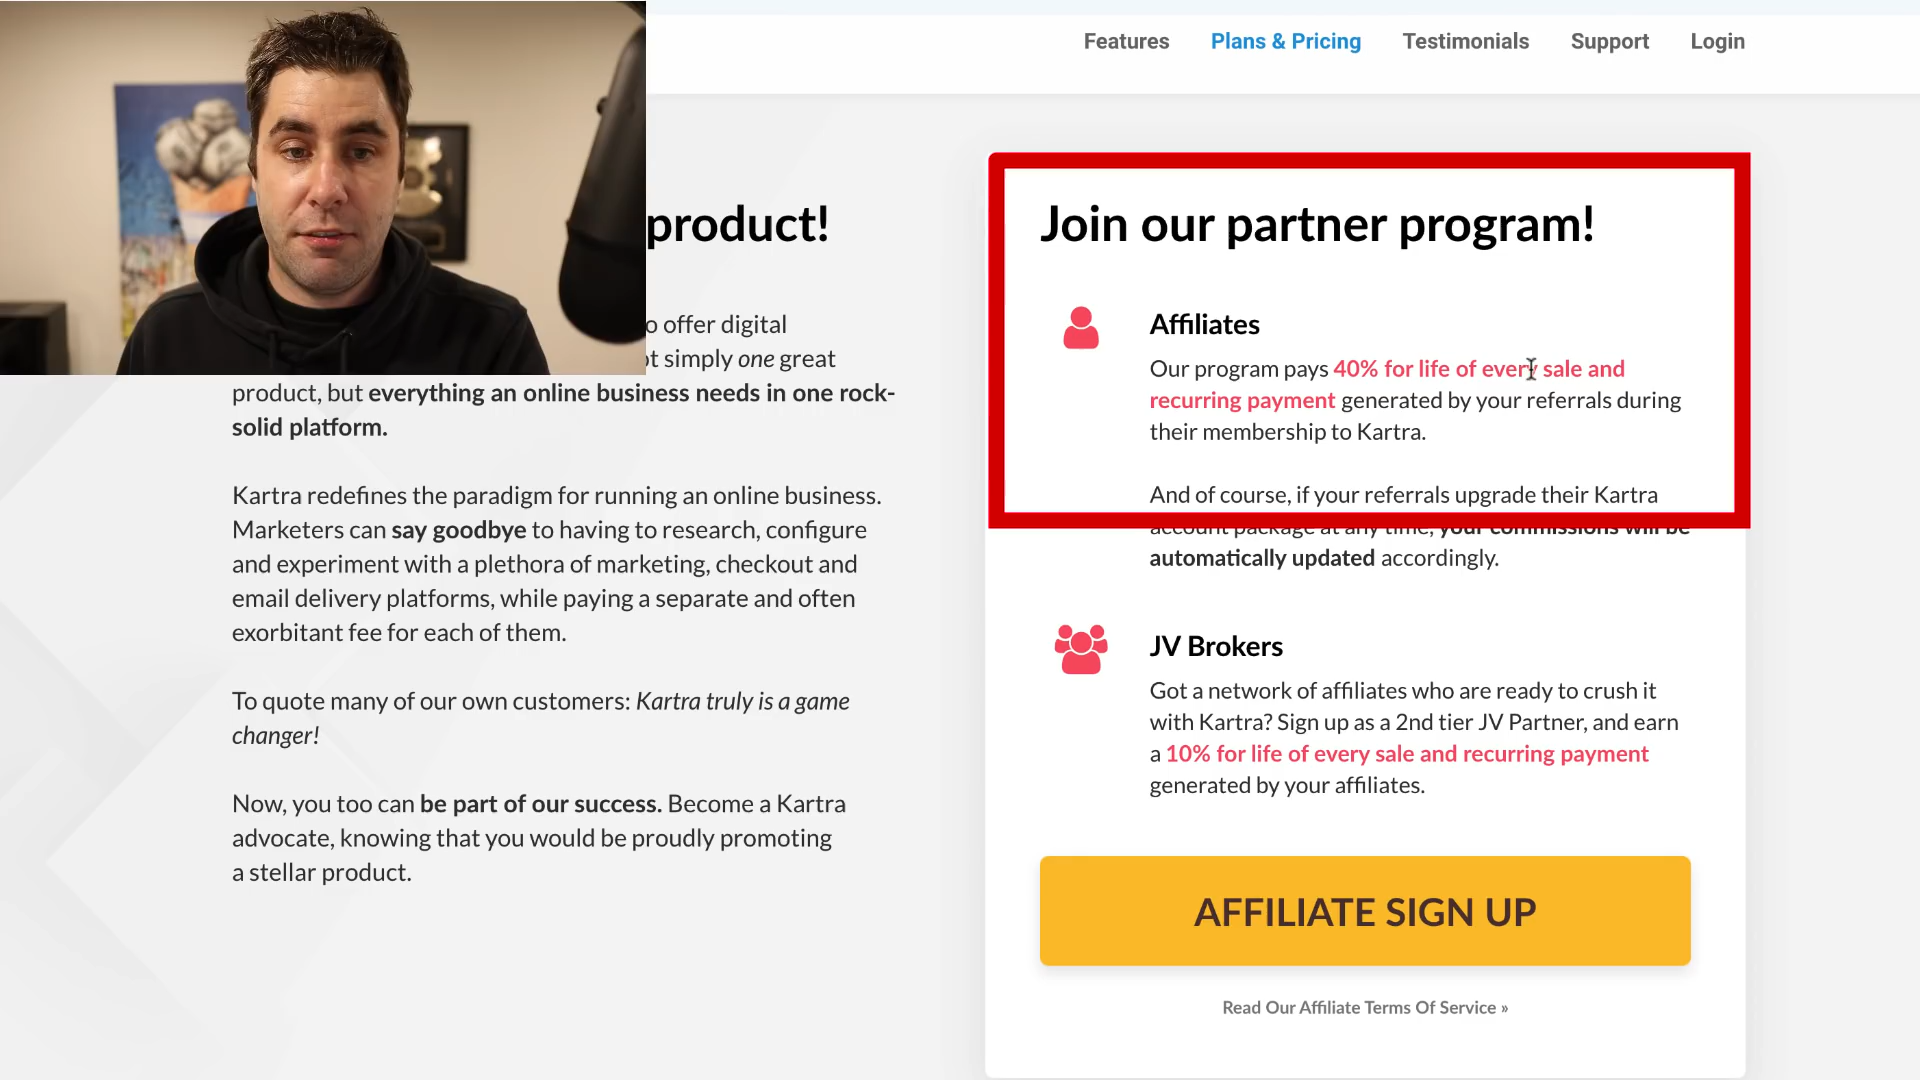 Features Plans & Pricing Testimonials Support Login
product!
o offer digital
t simply one great
product, but everything an online business needs in one rock-
solid platform.
Kartra redefines the paradigm for running an online business.
Marketers can say goodbye to having to research, configure
and experiment with a plethora of marketing, checkout and
email delivery platforms, while paying a separate and often
exorbitant fee for each of them.
To quote many of our own customers: Kartra truly is a game
changer!
Now, you too can be part of our success. Become a Kartra
advocate, knowing that you would be proudly promoting
a stellar product.
Join our partner program!
Affiliates
Our program pays 40% for life of every sale and
recurring payment generated by your referrals during
their membership to Kartra.
And of course, if your referrals upgrade their Kartra
account package at any time, your commissions will be
automatically updated accordingly.
JV Brokers
Got a network of affiliates who are ready to crush it
with Kartra? Sign up as a 2nd tier JV Partner, and earn
a 10% for life of every sale and recurring payment
generated by your affiliates.
AFFILIATE SIGN UP
Read Our Affiliate Terms Of Service »